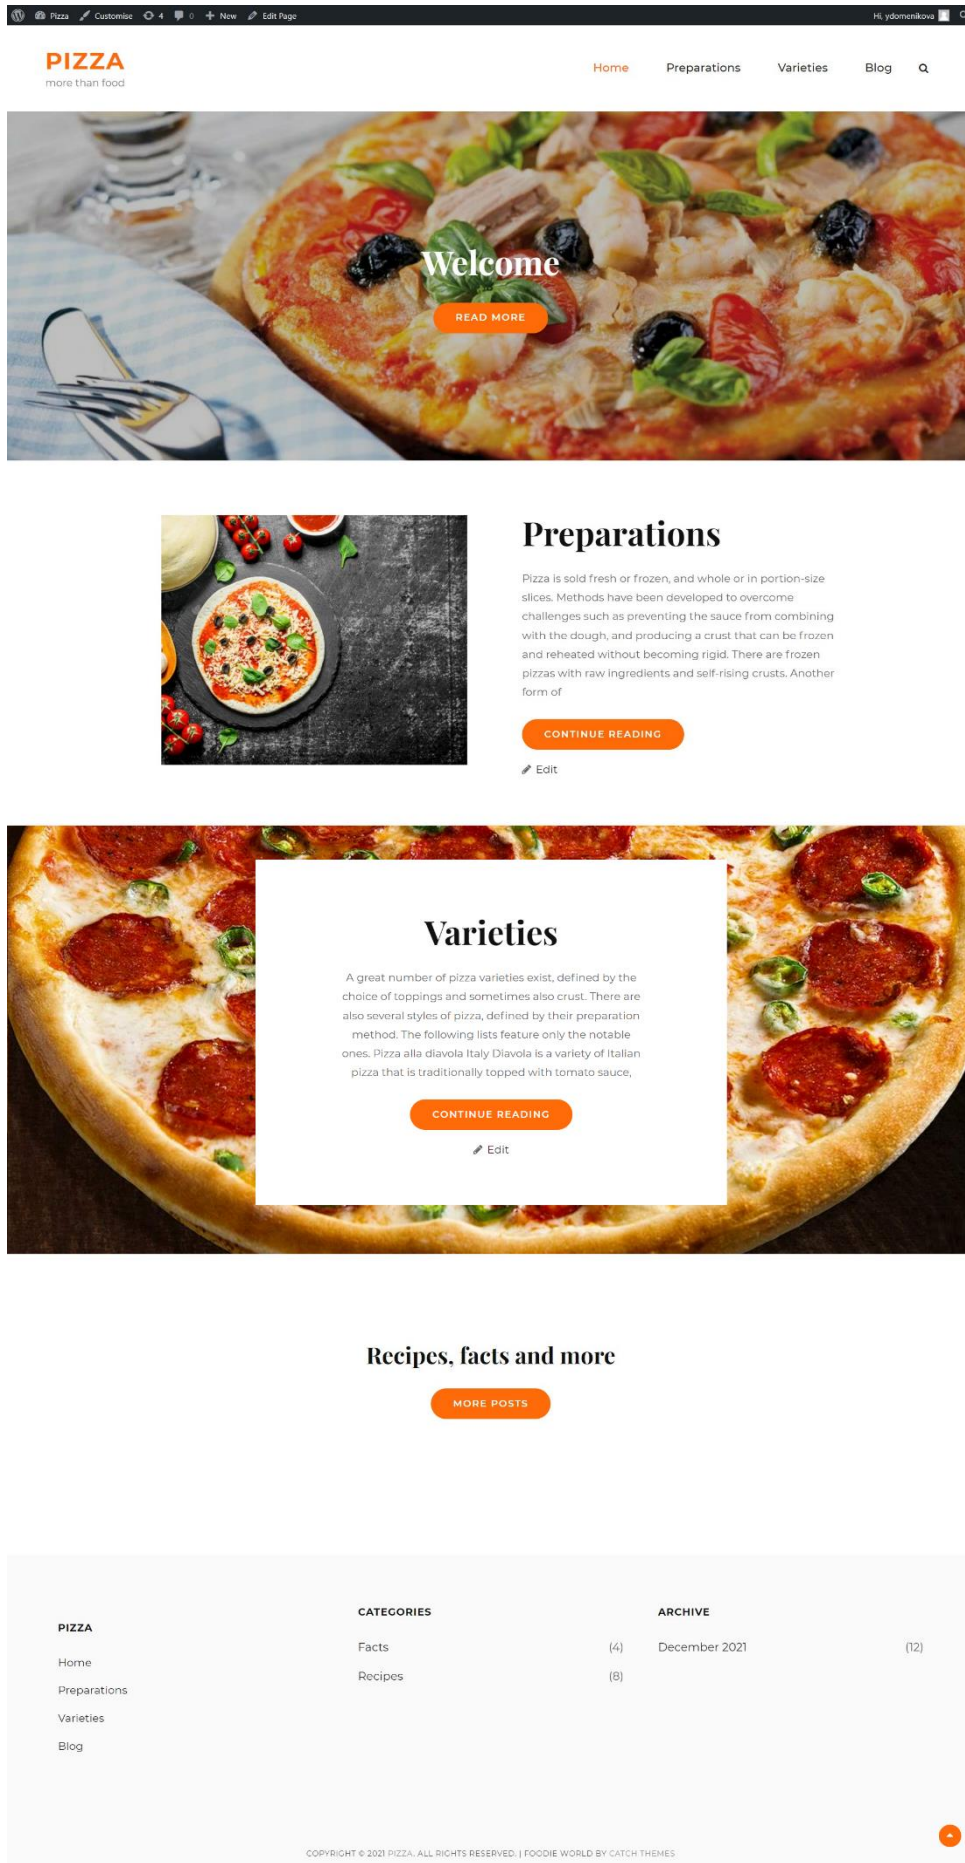 Pizza Customise 4 0 New Edit Page Hi, ydomenikova
PIZZA
more than food
Home Preparations Varieties Blog
Welcome
READ MORE
Preparations
Pizza is sold fresh or frozen, and whole or in portion-size
slices. Methods have been developed to overcome
challenges such as preventing the sauce from combining
with the dough, and producing a crust that can be frozen
and reheated without becoming rigid. There are frozen
pizzas with raw ingredients and self-rising crusts. Another
form of
CONTINUE READING
Edit
Varieties
A great number of pizza varieties exist, defined by the
choice of toppings and sometimes also crust. There are
also several styles of pizza, defined by their preparation
method. The following lists feature only the notable
ones. Pizza alla diavola Italy Diavola is a variety of Italian
pizza that is traditionally topped with tomato sauce,
CONTINUE READING
Edit
Recipes, facts and more
MORE POSTS
PIZZA
Home
Preparations
Varieties
Blog
CATEGORIES
Facts (4)
Recipes (8)
ARCHIVE
December 2021 (12)
COPYRIGHT © 2021 PIZZA. ALL RIGHTS RESERVED. | FOODIE WORLD BY CATCH THEMES